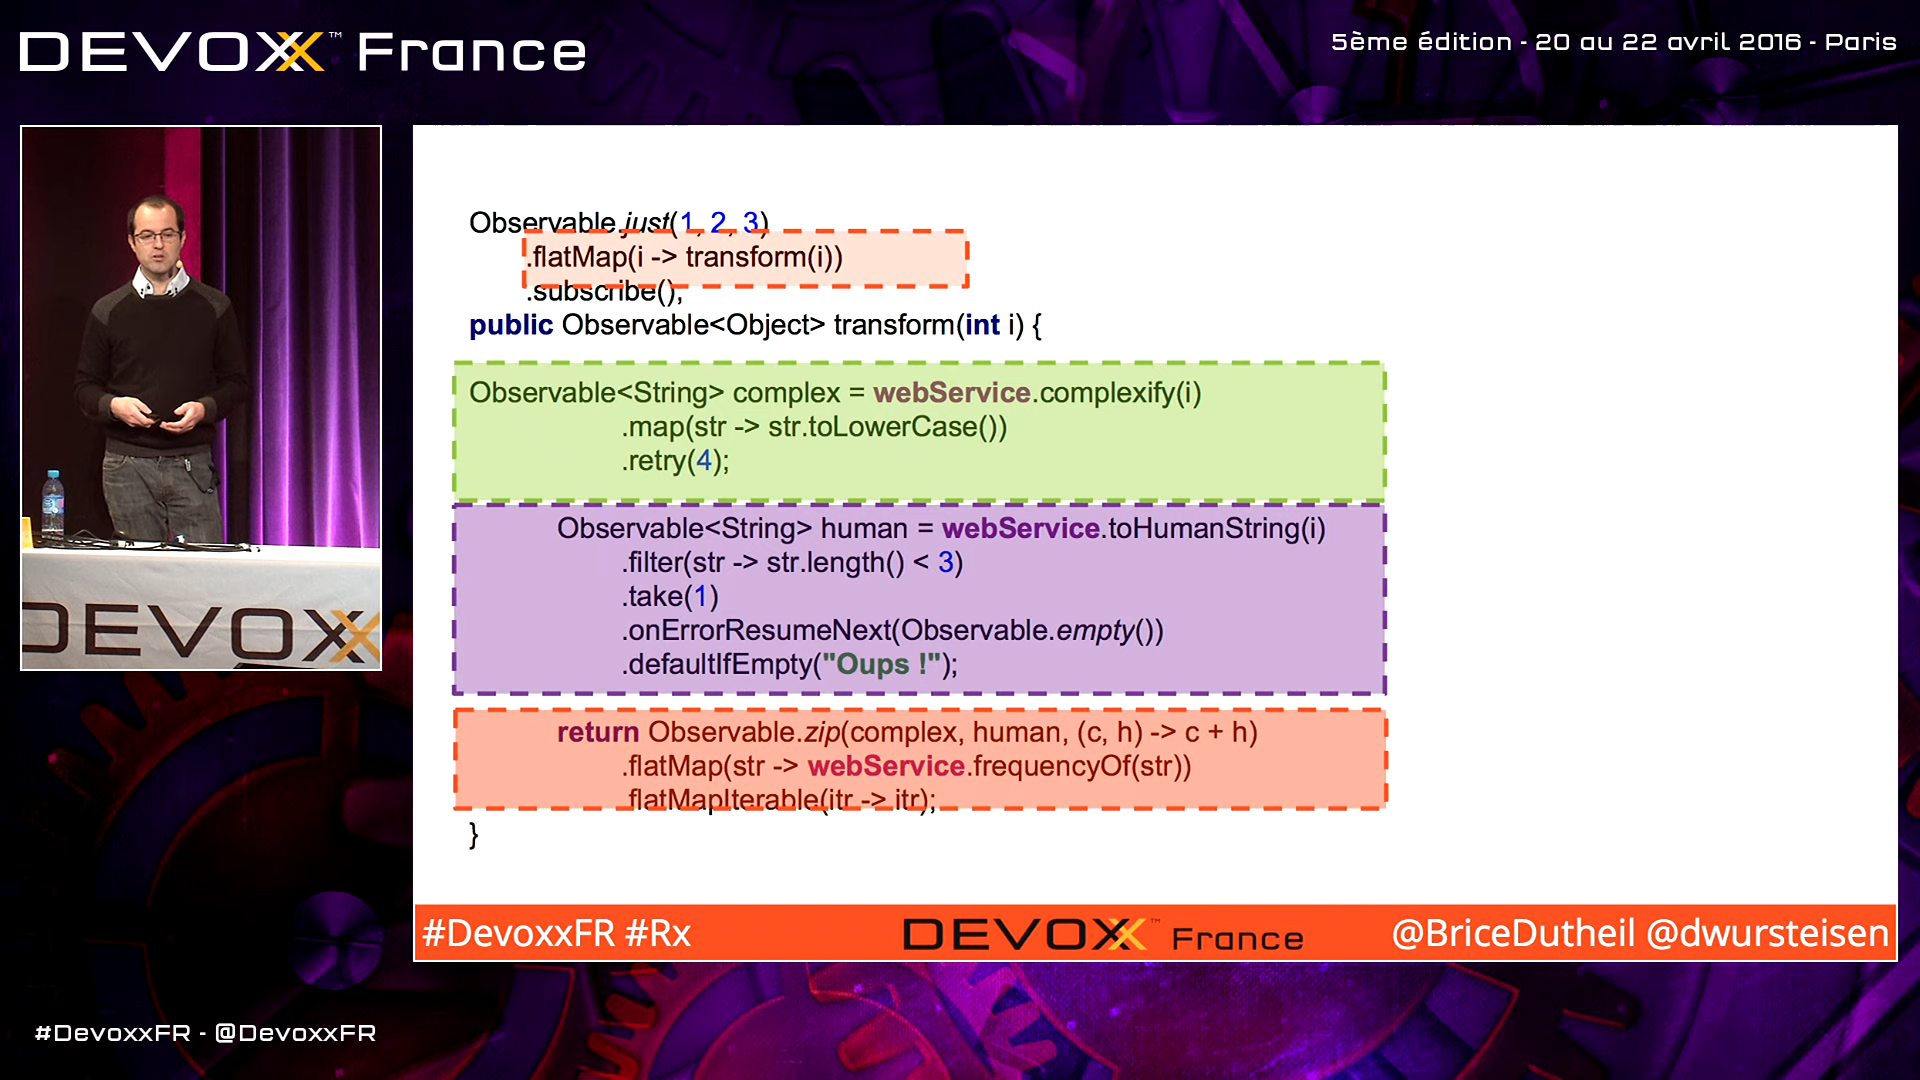 DEVOXX™ France
5ème édition - 20 au 22 avril 2016 - Paris
DEVOXX
Observable.just(1, 2, 3)
.flatMap(i -> transform(i))
.subscribe();
public Observable<Object> transform(int i) {
Observable<String> complex = webService.complexify(i)
.map(str -> str.toLowerCase())
.retry(4);
Observable<String> human = webService.toHumanString(i)
.filter(str -> str.length() < 3)
.take(1)
.onErrorResumeNext(Observable.empty())
.defaultIfEmpty("Oups !");
return Observable.zip(complex, human, (c, h) -> c + h)
.flatMap(str -> webService.frequencyOf(str))
.flatMapIterable(itr -> itr);
}
#DevoxxFR #Rx
DEVOXX™ France
@BriceDutheil @dwursteisen
#DevoxxFR - @DevoxxFR